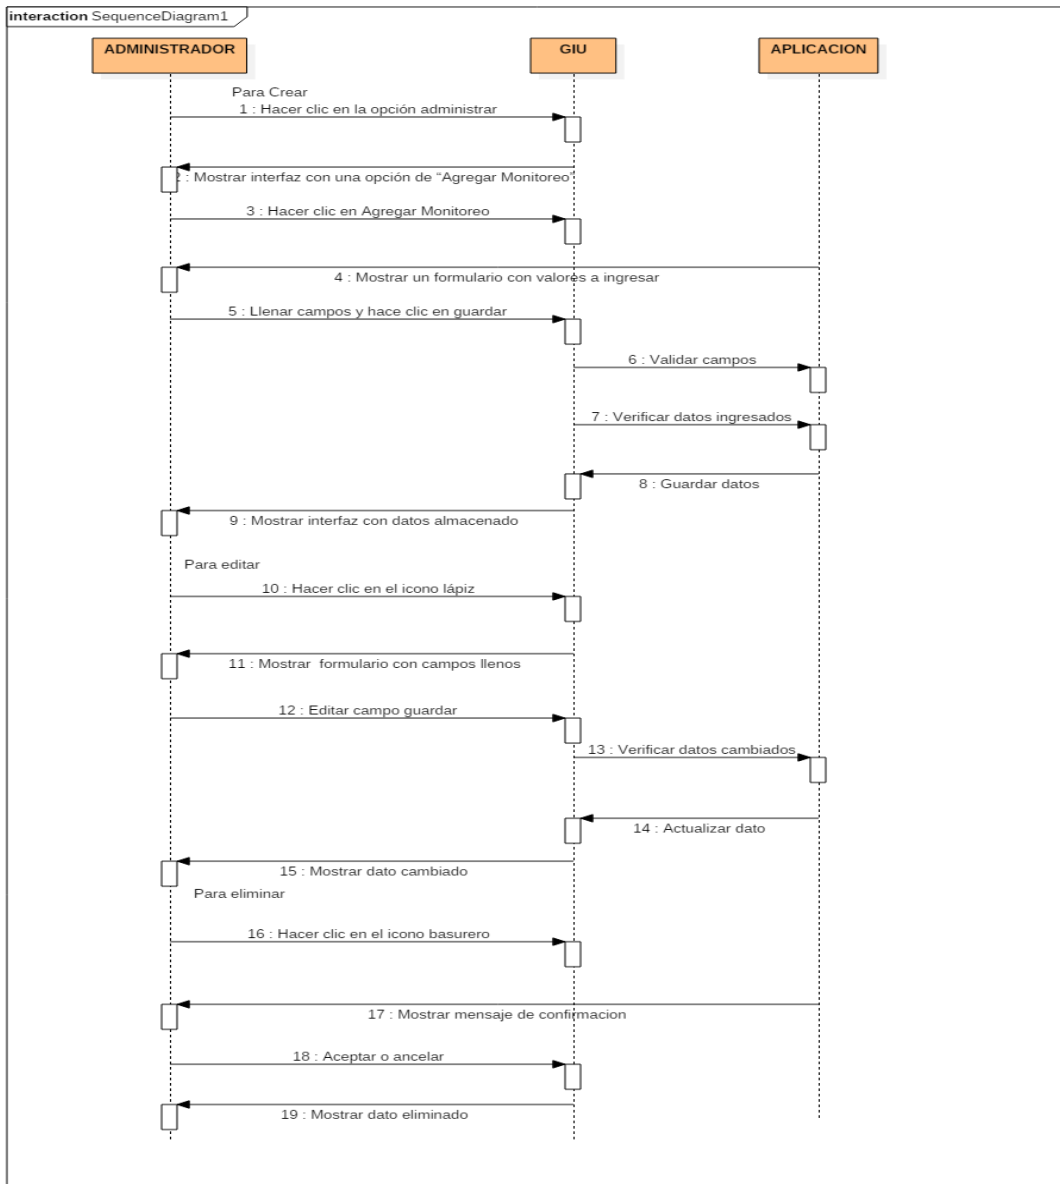 interaction SequenceDiagram1
ADMINISTRADOR
GIU
APLICACION
Para Crear
1 : Hacer clic en la opción administrar
2 : Mostrar interfaz con una opción de “Agregar Monitoreo”
3 : Hacer clic en Agregar Monitoreo
4 : Mostrar un formulario con valores a ingresar
5 : Llenar campos y hace clic en guardar
6 : Validar campos
7 : Verificar datos ingresados
8 : Guardar datos
9 : Mostrar interfaz con datos almacenado
Para editar
10 : Hacer clic en el icono lápiz
11 : Mostrar  formulario con campos llenos
12 : Editar campo guardar
13 : Verificar datos cambiados
14 : Actualizar dato
15 : Mostrar dato cambiado
Para eliminar
16 : Hacer clic en el icono basurero
17 : Mostrar mensaje de confirmacion
18 : Aceptar o ancelar
19 : Mostrar dato eliminado